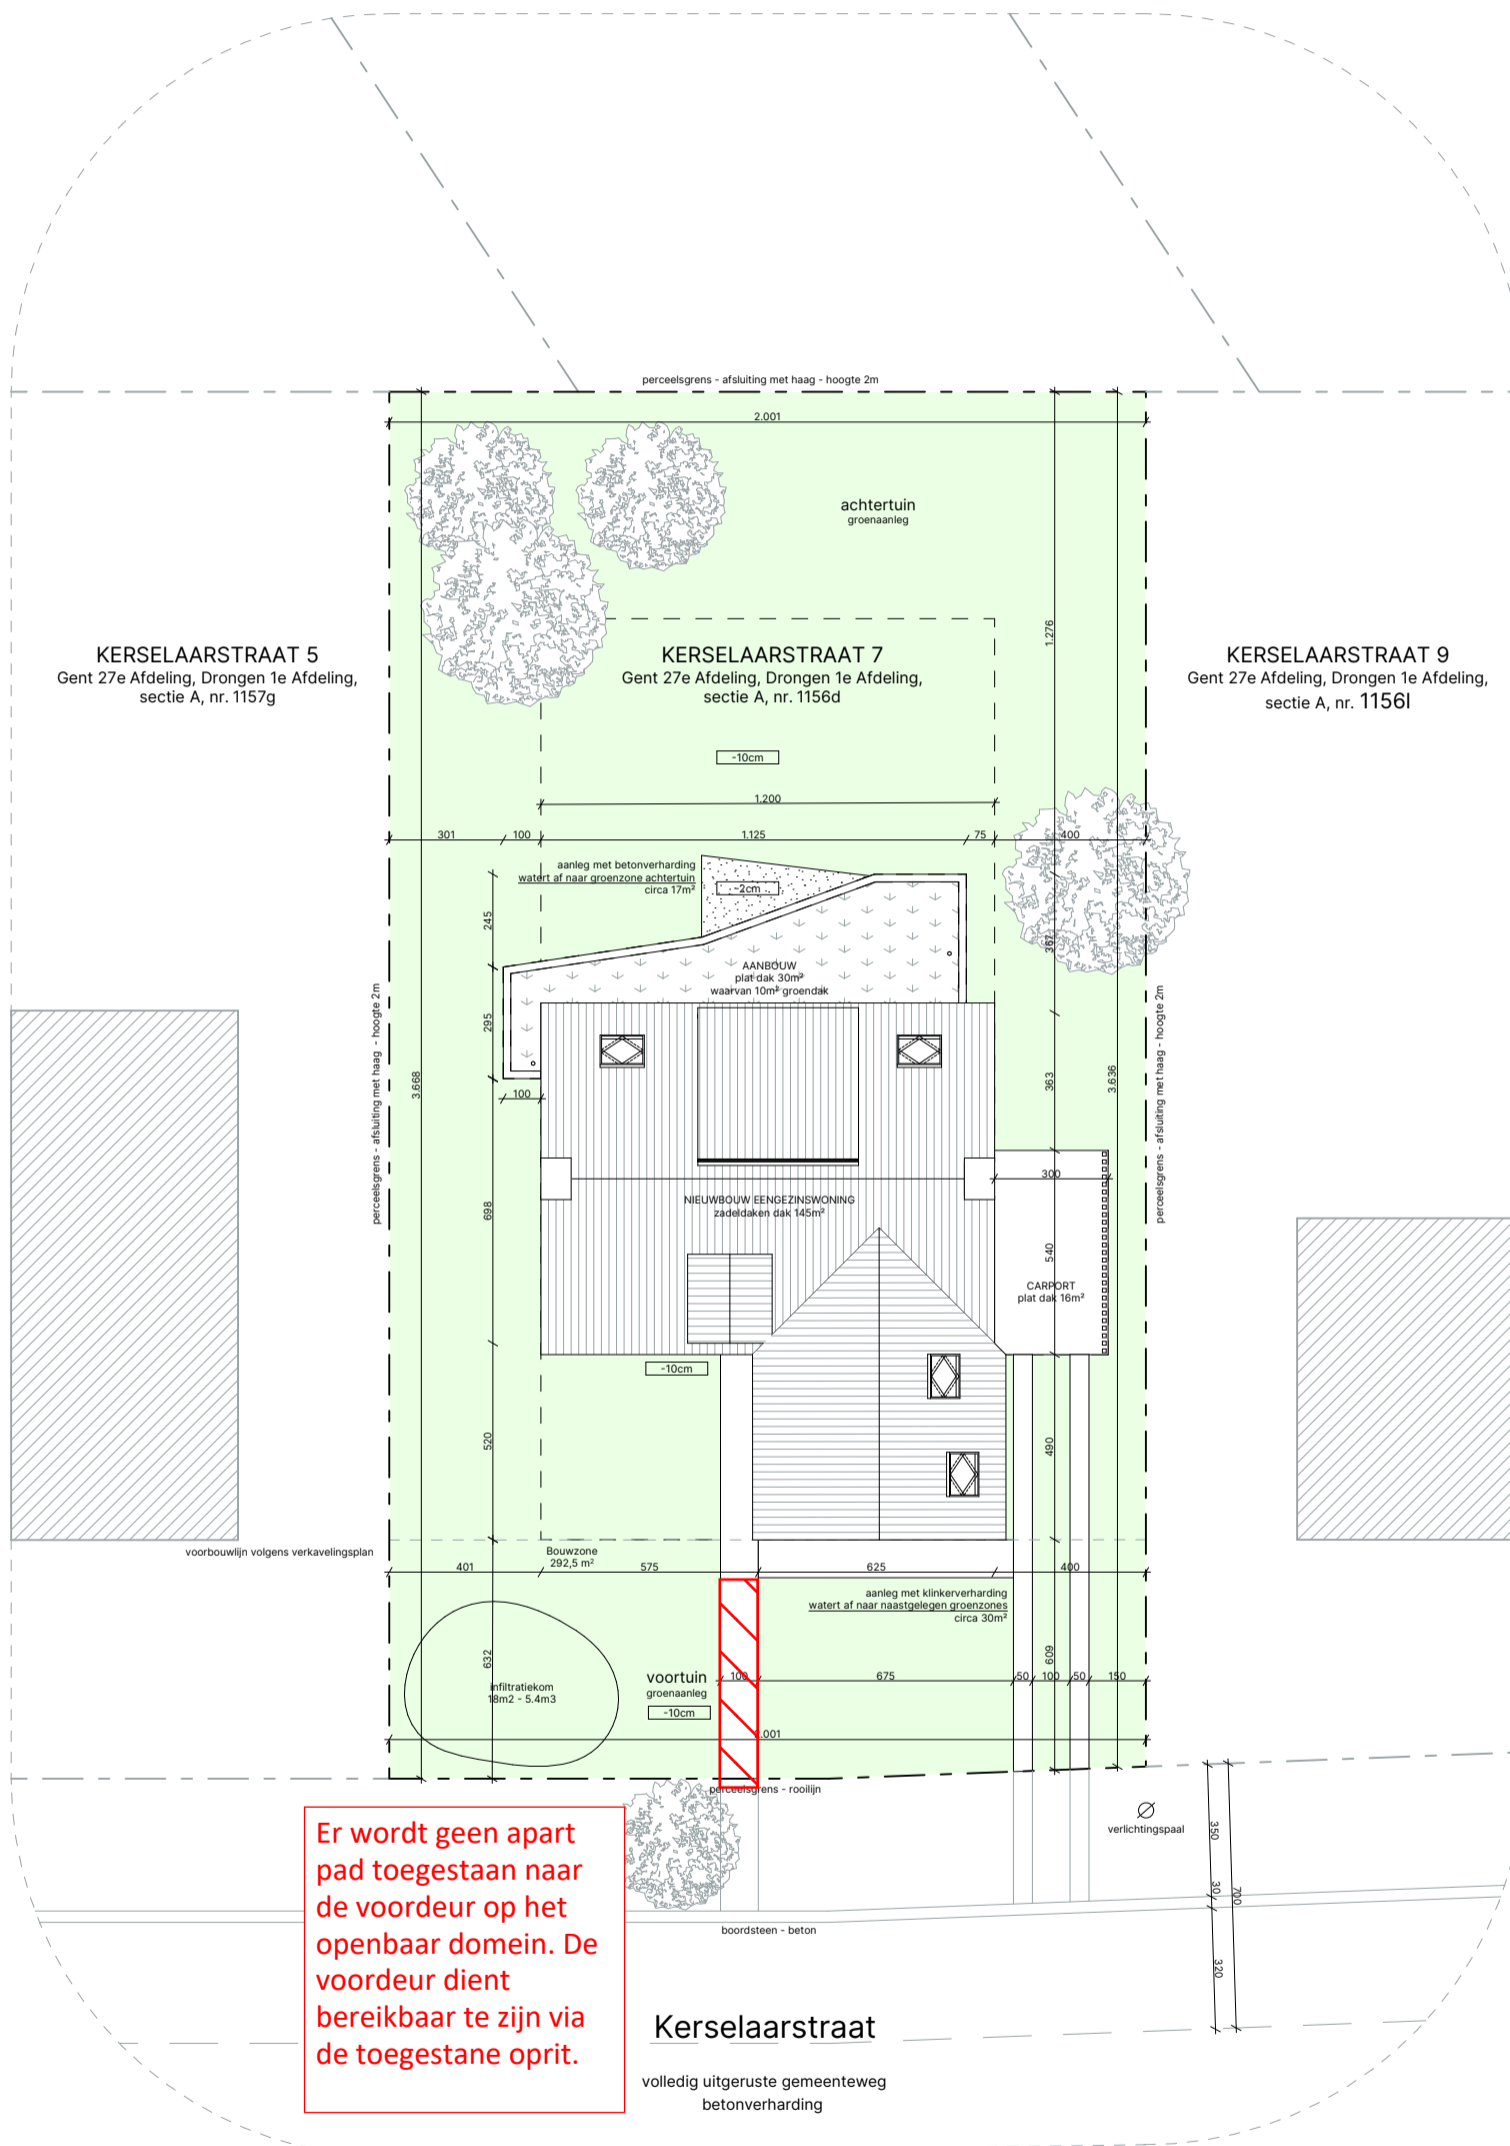 perceelsgrens - afsluiting met haag - hoogte 2m
2.001
achtertuin
groenaanleg
1.276
KERSELAARSTRAAT 5
Gent 27e Afdeling, Drongen 1e Afdeling,
sectie A, nr. 1157g
KERSELAARSTRAAT 7
Gent 27e Afdeling, Drongen 1e Afdeling,
sectie A, nr. 1156d
KERSELAARSTRAAT 9
Gent 27e Afdeling, Drongen 1e Afdeling,
sectie A, nr. 1156l
-10cm
1.200
301
100
1.125
75
400
aanleg met betonverharding
watert af naar groenzone achtertuin
circa 17m²
-2cm
245
367
AANBOUW
plat dak 30m²
waarvan 10m² groendak
295
100
363
3.668
3.636
perceelsgrens - afsluiting met haag - hoogte 2m
perceelsgrens - afsluiting met haag - hoogte 2m
300
NIEUWBOUW EENGEZINSWONING
zadeldaken dak 145m²
698
540
CARPORT
plat dak 16m²
-10cm
520
490
voorbouwlijn volgens verkavelingsplan
Bouwzone
292,5 m²
401
575
625
400
aanleg met klinkerverharding
watert af naar naastgelegen groenzones
circa 30m²
632
609
voortuin
groenaanleg
-10cm
100
675
50
100
50
150
infiltratiekom
18m2 - 5.4m3
2.001
perceelsgrens - rooilijn
verlichtingspaal
350
30
700
320
boordsteen - beton
Er wordt geen apart
pad toegestaan naar
de voordeur op het
openbaar domein. De
voordeur dient
bereikbaar te zijn via
de toegestane oprit.
Kerselaarstraat
volledig uitgeruste gemeenteweg
betonverharding